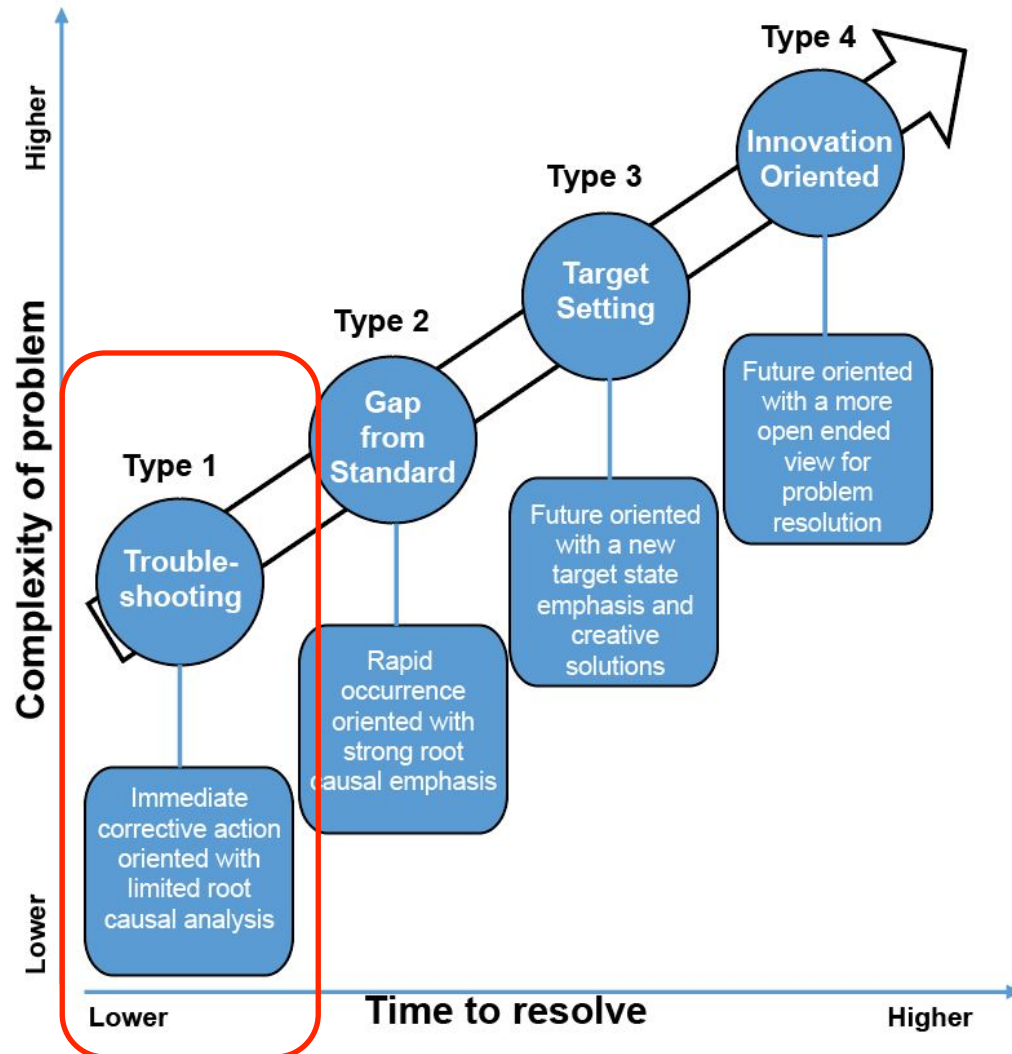 Type 4
Higher
Innovation
Oriented
Type 3
Target
Setting
Type 2
Gap
from
Standard
Type 1
Trouble-
shooting
Complexity of problem
Future oriented
with a more
open ended
view for
problem
resolution
Future oriented
with a new
target state
emphasis and
creative
solutions
Rapid
occurrence
oriented with
strong root
causal emphasis
Immediate
corrective action
oriented with
limited root
causal analysis
Lower
Lower
Time to resolve
Higher